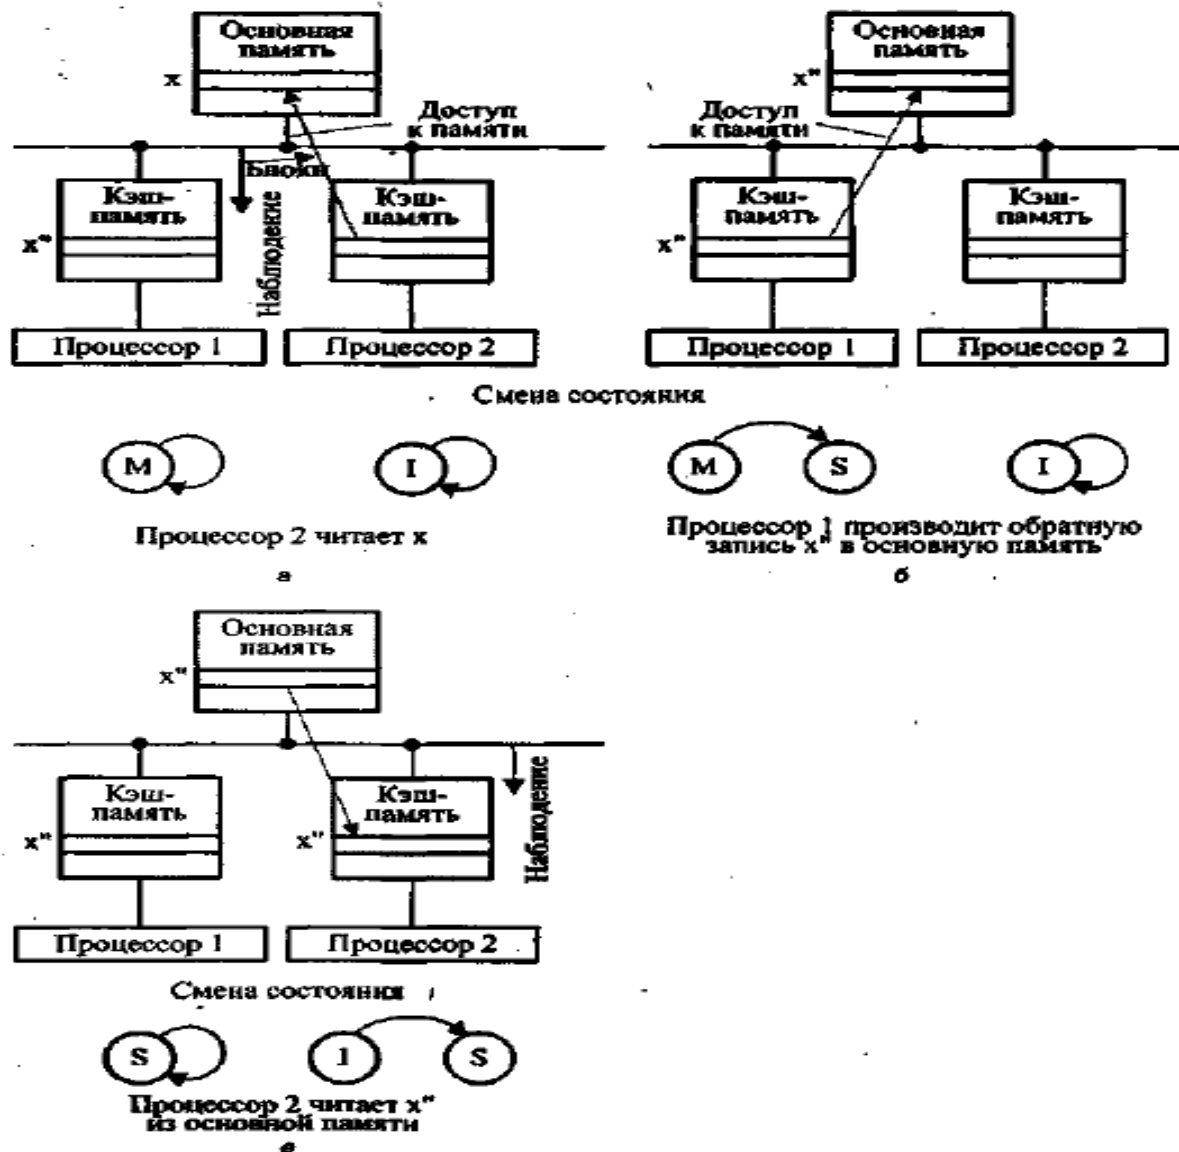 Основная
память
x
Доступ
к памяти
Блоки
Кэш-
память
x"
Наблюдение
Кэш-
память
Процессор 1
Процессор 2
Основная
память
x"
Доступ
к памяти
Кэш-
память
x"
Кэш-
память
Процессор 1
Процессор 2
Смена состояния
M
I
M
S
I
Процессор 2 читает x
а
Процессор 1 производит обратную
запись x" в основную память
б
Основная
память
x"
Кэш-
память
x"
Кэш-
память
x"
Наблюдение
Процессор 1
Процессор 2
Смена состояния
S
I
S
Процессор 2 читает x"
из основной памяти
в